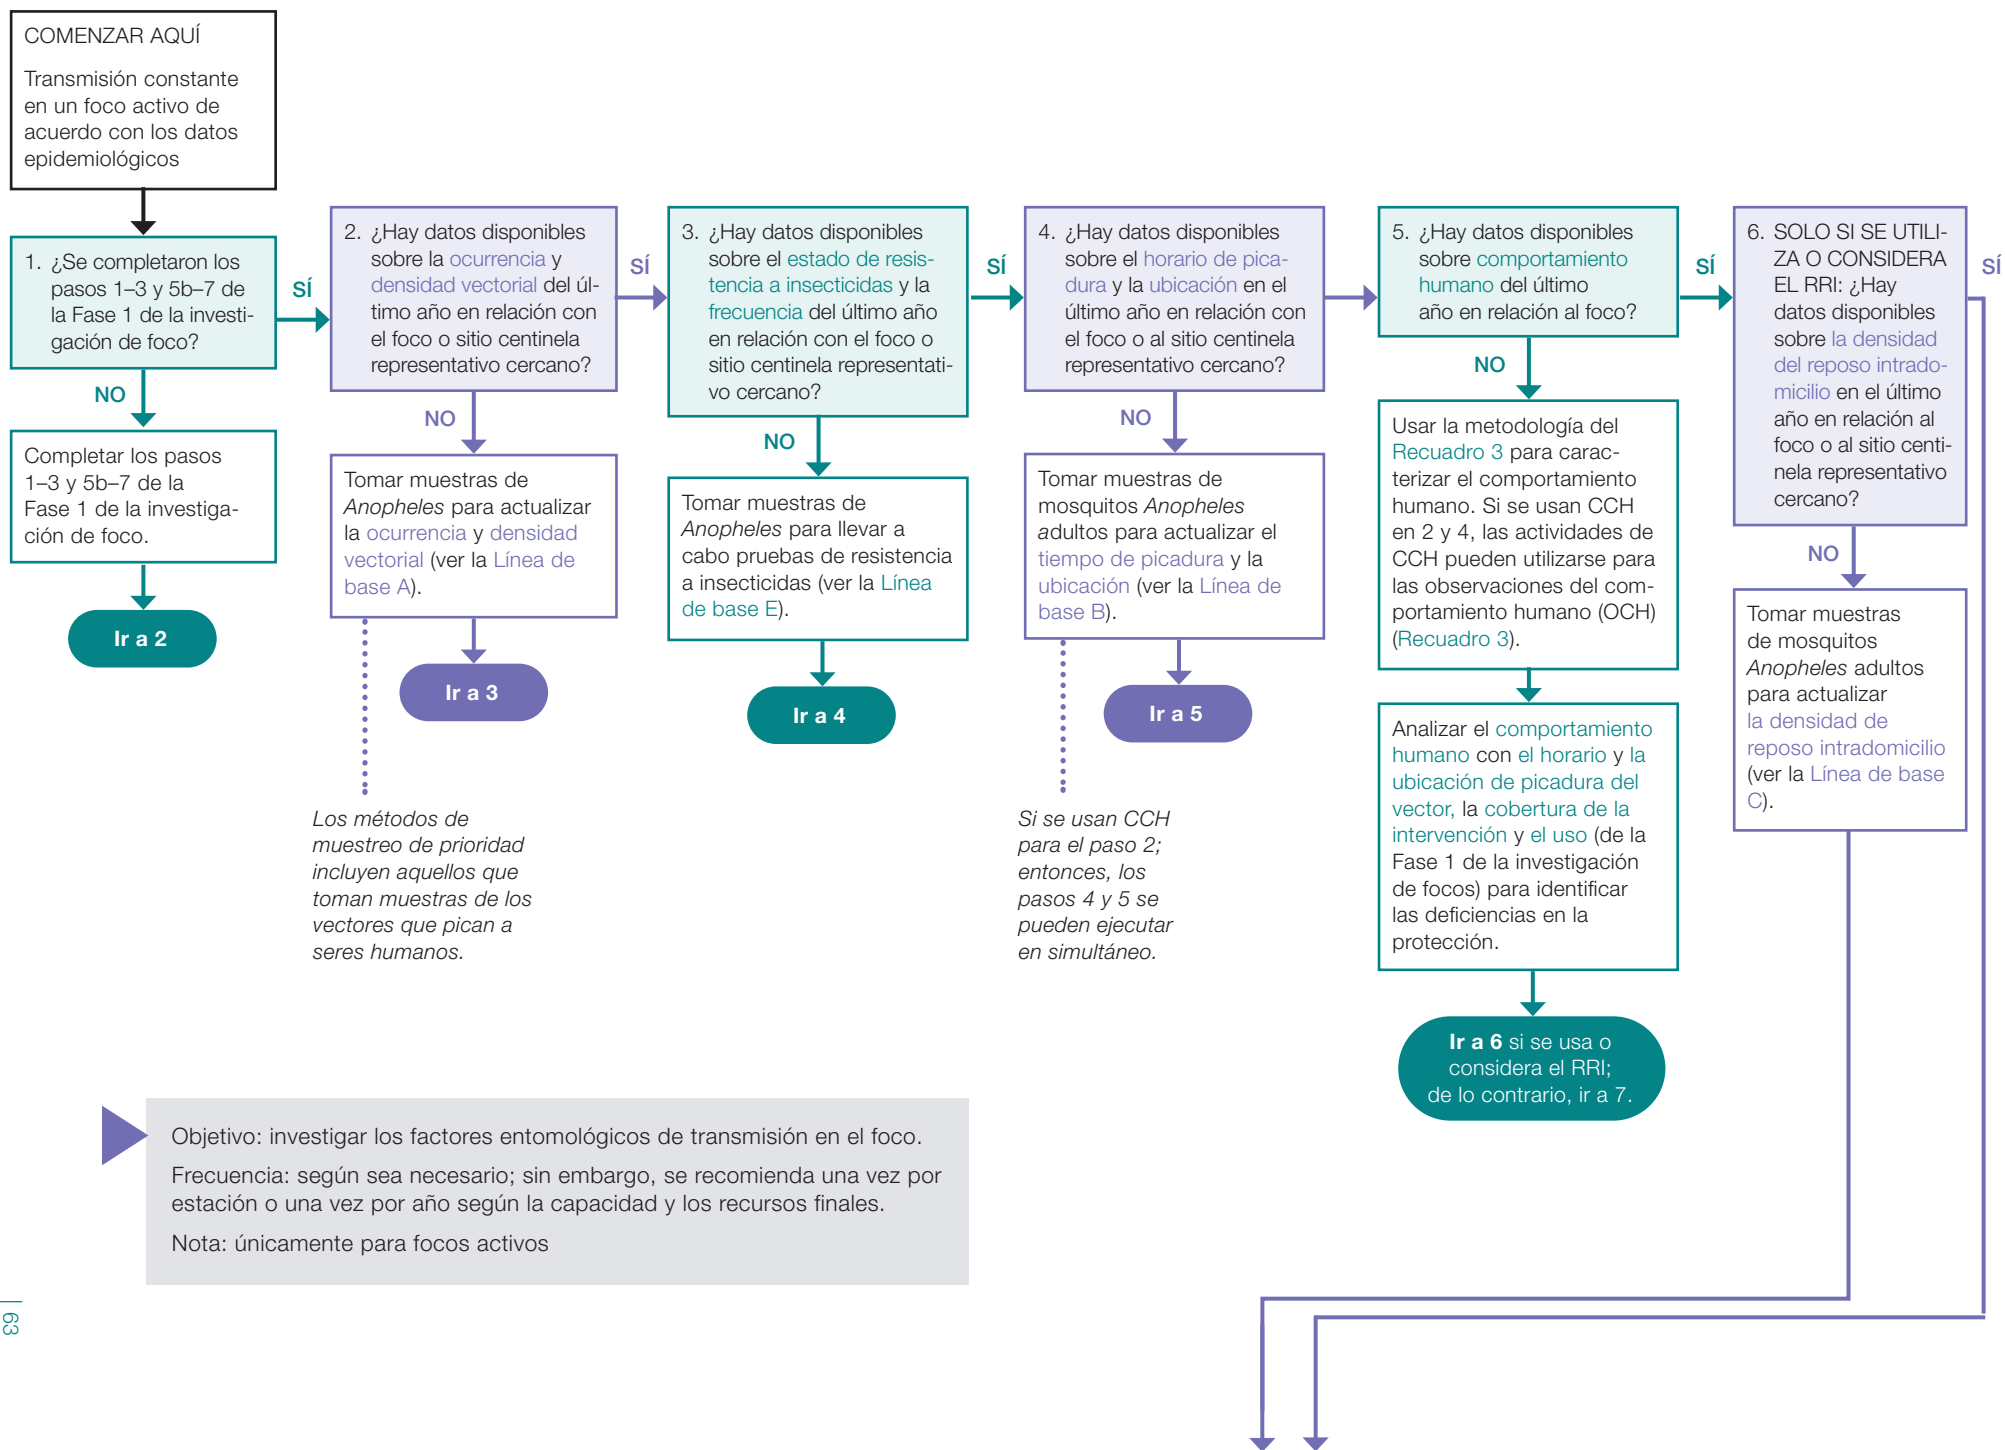 COMENZAR AQUÍ
Transmisión constante
en un foco activo de
acuerdo con los datos
epidemiológicos
1. ¿Se completaron los
pasos 1–3 y 5b–7 de
la Fase 1 de la investi-
gación de foco?
SÍ
NO
Completar los pasos
1–3 y 5b–7 de la
Fase 1 de la investiga-
ción de foco.
Ir a 2
2. ¿Hay datos disponibles
sobre la ocurrencia y
densidad vectorial del úl-
timo año en relación con
el foco o sitio centinela
representativo cercano?
SÍ
NO
Tomar muestras de
Anopheles para actualizar
la ocurrencia y densidad
vectorial (ver la Línea de
base A).
Ir a 3
Los métodos de
muestreo de prioridad
incluyen aquellos que
toman muestras de los
vectores que pican a
seres humanos.
3. ¿Hay datos disponibles
sobre el estado de resis-
tencia a insecticidas y la
frecuencia del último año
en relación con el foco o
sitio centinela representati-
vo cercano?
SÍ
NO
Tomar muestras de
Anopheles para llevar a
cabo pruebas de resistencia
a insecticidas (ver la Línea
de base E).
Ir a 4
4. ¿Hay datos disponibles
sobre el horario de pica-
dura y la ubicación en el
último año en relación con
el foco o al sitio centinela
representativo cercano?
NO
Tomar muestras de
mosquitos Anopheles
adultos para actualizar el
tiempo de picadura y la
ubicación (ver la Línea de
base B).
Ir a 5
Si se usan CCH
para el paso 2;
entonces, los
pasos 4 y 5 se
pueden ejecutar
en simultáneo.
5. ¿Hay datos disponibles
sobre comportamiento
humano del último
año en relación al foco?
SÍ
NO
Usar la metodología del
Recuadro 3 para carac-
terizar el comportamiento
humano. Si se usan CCH
en 2 y 4, las actividades de
CCH pueden utilizarse para
las observaciones del com-
portamiento humano (OCH)
(Recuadro 3).
Analizar el comportamiento
humano con el horario y la
ubicación de picadura del
vector, la cobertura de la
intervención y el uso (de la
Fase 1 de la investigación
de focos) para identificar
las deficiencias en la
protección.
Ir a 6 si se usa o
considera el RRI;
de lo contrario, ir a 7.
6. SOLO SI SE UTILI-
ZA O CONSIDERA
EL RRI: ¿Hay
datos disponibles
sobre la densidad
del reposo intrado-
micilio en el último
año en relación al
foco o al sitio centi-
nela representativo
cercano?
SÍ
NO
Tomar muestras
de mosquitos
Anopheles adultos
para actualizar
la densidad de
reposo intradomicilio
(ver la Línea de base
C).
Objetivo: investigar los factores entomológicos de transmisión en el foco.
Frecuencia: según sea necesario; sin embargo, se recomienda una vez por
estación o una vez por año según la capacidad y los recursos finales.
Nota: únicamente para focos activos
| 63